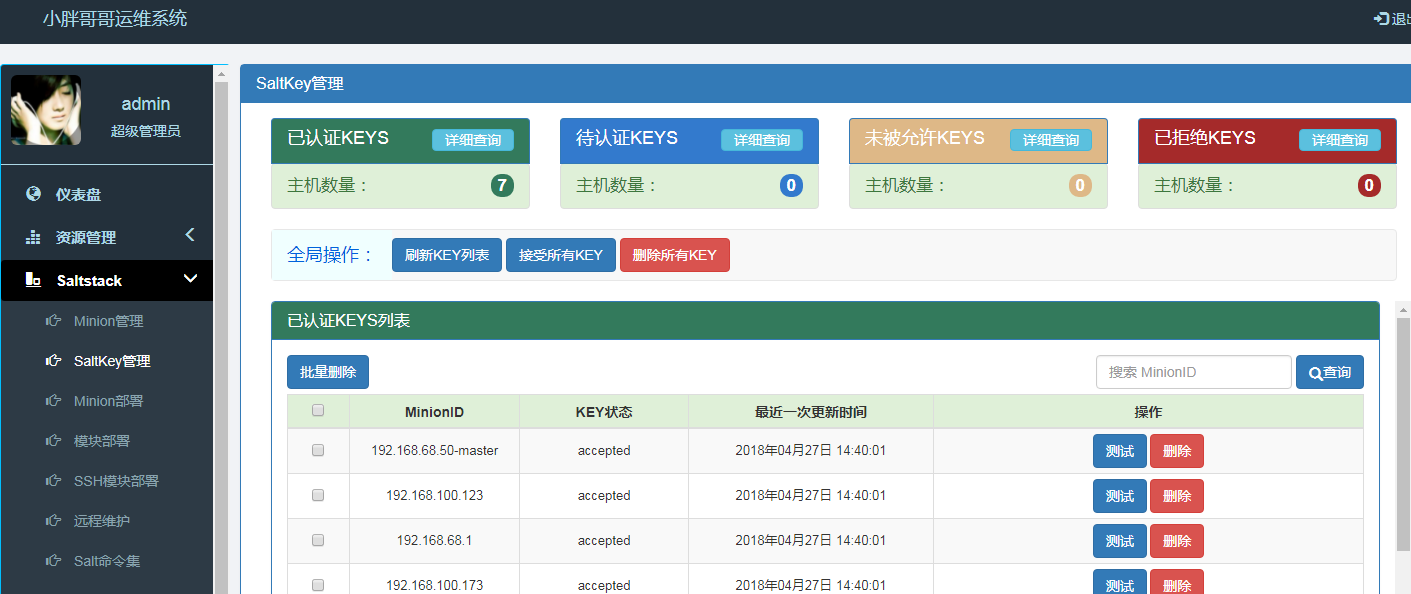 小胖哥哥运维系统
admin
超级管理员
仪表盘
资源管理
Saltstack
Minion管理
SaltKey管理
Minion部署
模块部署
SSH模块部署
远程维护
Salt命令集
SaltKey管理
已认证KEYS 详细查询
主机数量： 7
待认证KEYS 详细查询
主机数量： 0
未被允许KEYS 详细查询
主机数量： 0
已拒绝KEYS 详细查询
主机数量： 0
全局操作： 刷新KEY列表 接受所有KEY 删除所有KEY
已认证KEYS列表
批量删除 搜索 MinionID 查询
MinionID KEY状态 最近一次更新时间 操作
192.168.68.50-master accepted 2018年04月27日 14:40:01 测试 删除
192.168.100.123 accepted 2018年04月27日 14:40:01 测试 删除
192.168.68.1 accepted 2018年04月27日 14:40:01 测试 删除
192.168.100.173 accepted 2018年04月27日 14:40:01 测试 删除